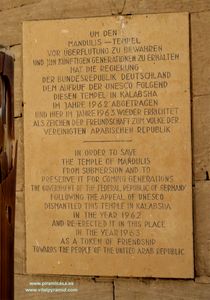 UM DEN
MANDULIS – TEMPEL
VOR ÜBERFLUTUNG ZU BEWAHREN
UND IHN KÜNFTIGEN GENERATIONEN ZU ERHALTEN
HAT DIE REGIERUNG
DER BUNDESREPUBLIK DEUTSCHLAND
DEM AUFRUF DER UNESCO FOLGEND
DIESEN TEMPEL IN KALABSHA
IM JAHRE 1962 ABGETRAGEN
UND HIER IM JAHRE 1963 WIEDER ERRICHTET
ALS ZEICHEN DER FREUNDSCHAFT ZUM VOLKE DER
VEREINIGTEN ARABISCHEN REPUBLIK
IN ORDER TO SAVE
THE TEMPLE OF MANDULIS
FROM SUBMERSION AND TO
PRESERVE IT FOR COMING GENERATIONS
THE GOVERNMENT OF THE FEDERAL REPUBLIC OF GERMANY
FOLLOWING THE APPEAL OF UNESCO
DISMANTLED THIS TEMPLE IN KALABSHA
IN THE YEAR 1962
AND RE-ERECTED IT IN THIS PLACE
IN THE YEAR 1963
AS A TOKEN OF FRIENDSHIP
TOWARDS THE PEOPLE OF THE UNITED ARAB REPUBLIC
www.piramicasa.es
www.vitalpyramid.com